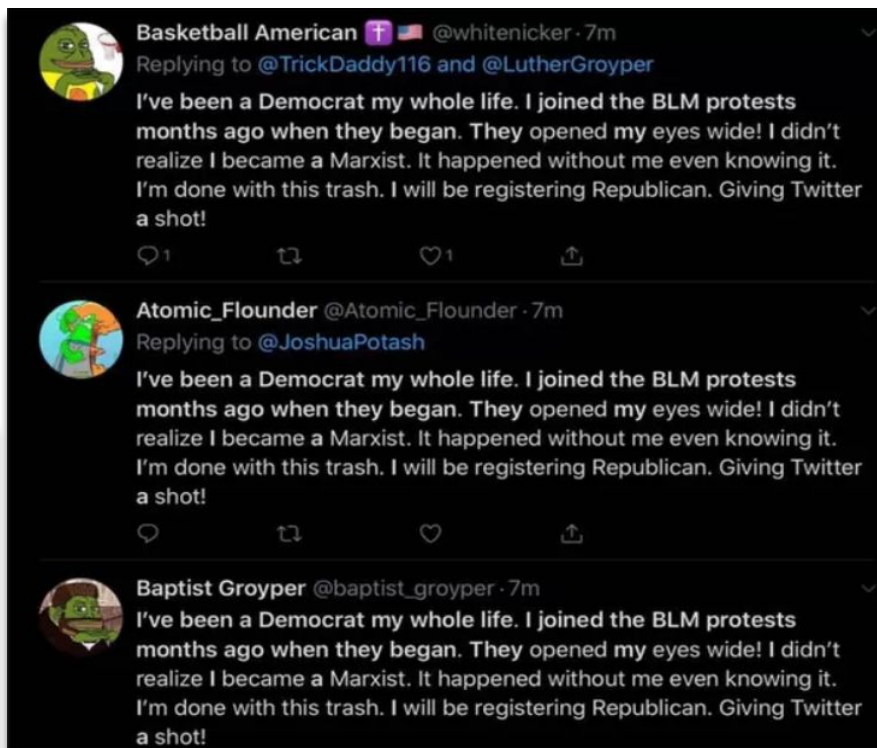 Basketball American ✝️🇺🇸 @whitenicker · 7m
Replying to @TrickDaddy116 and @LutherGroyper
I've been a Democrat my whole life. I joined the BLM protests
months ago when they began. They opened my eyes wide! I didn't
realize I became a Marxist. It happened without me even knowing it.
I'm done with this trash. I will be registering Republican. Giving Twitter
a shot!
1 1
Atomic_Flounder @Atomic_Flounder · 7m
Replying to @JoshuaPotash
I've been a Democrat my whole life. I joined the BLM protests
months ago when they began. They opened my eyes wide! I didn't
realize I became a Marxist. It happened without me even knowing it.
I'm done with this trash. I will be registering Republican. Giving Twitter
a shot!
Baptist Groyper @baptist_groyper · 7m
I've been a Democrat my whole life. I joined the BLM protests
months ago when they began. They opened my eyes wide! I didn't
realize I became a Marxist. It happened without me even knowing it.
I'm done with this trash. I will be registering Republican. Giving Twitter
a shot!